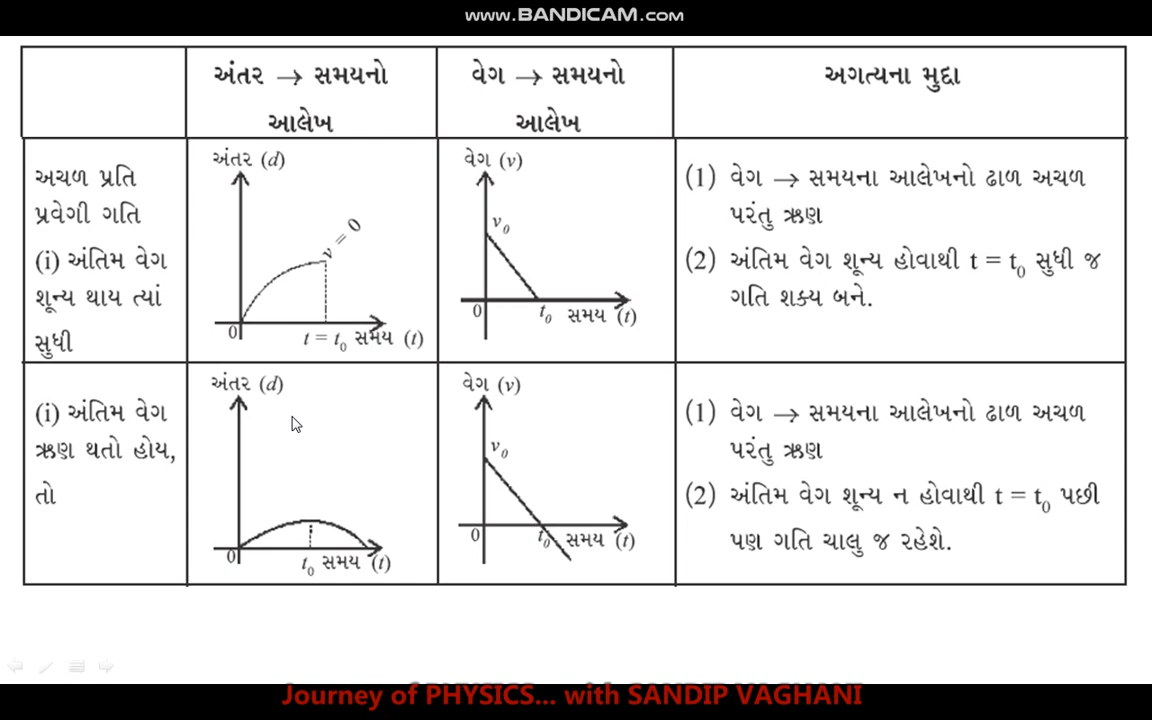 www.BANDICAM.com
અંતર → સમયનો
આલેખ
વેગ → સમયનો
આલેખ
અગત્યના મુદ્દા
અચળ પ્રતિ
પ્રવેગી ગતિ
(i) અંતિમ વેગ
શૂન્ય થાય ત્યાં
સુધી
અંતર (d)
v = 0
0
t = t₀ સમય (t)
વેગ (v)
v₀
0
t₀ સમય (t)
(1) વેગ → સમયના આલેખનો ઢાળ અચળ
પરંતુ ઋણ
(2) અંતિમ વેગ શૂન્ય હોવાથી t = t₀ સુધી જ
ગતિ શક્ય બને.
(i) અંતિમ વેગ
ઋણ થતો હોય,
તો
અંતર (d)
0
t₀ સમય (t)
વેગ (v)
v₀
0
t₀ સમય (t)
(1) વેગ → સમયના આલેખનો ઢાળ અચળ
પરંતુ ઋણ
(2) અંતિમ વેગ શૂન્ય ન હોવાથી t = t₀ પછી
પણ ગતિ ચાલુ જ રહેશે.
Journey of PHYSICS... with SANDIP VAGHANI